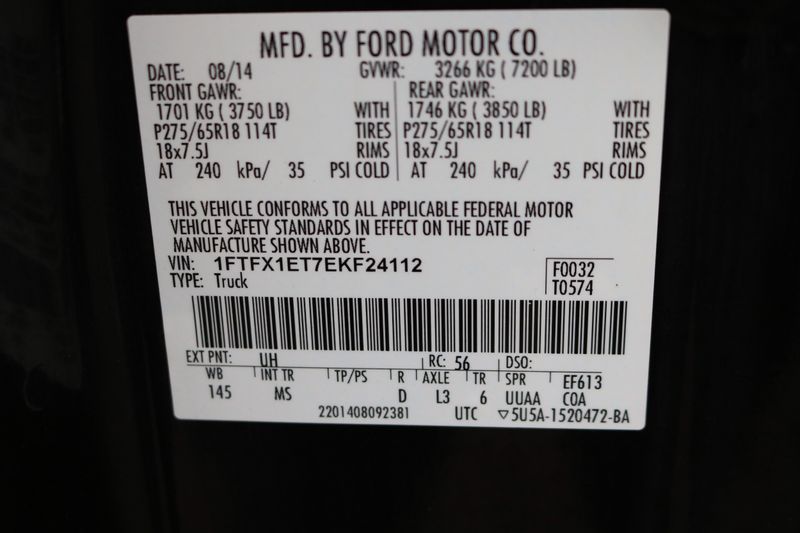 MFD. BY FORD MOTOR CO.
DATE: 08/14 GVWR: 3266 KG ( 7200 LB)
FRONT GAWR: REAR GAWR:
1701 KG ( 3750 LB) WITH 1746 KG ( 3850 LB) WITH
P275/65R18 114T TIRES P275/65R18 114T TIRES
18x7.5J RIMS 18x7.5J RIMS
AT 240 kPa/ 35 PSI COLD AT 240 kPa/ 35 PSI COLD
THIS VEHICLE CONFORMS TO ALL APPLICABLE FEDERAL MOTOR
VEHICLE SAFETY STANDARDS IN EFFECT ON THE DATE OF
MANUFACTURE SHOWN ABOVE.
VIN: 1FTFX1ET7EKF24112 F0032
TYPE: Truck T0574
EXT PNT: UH RC: 56 DSO:
WB INT TR TP/PS R AXLE TR SPR EF613
145 MS D L3 6 UUAA COA
2201408092381 UTC ▽5U5A-1520472-BA